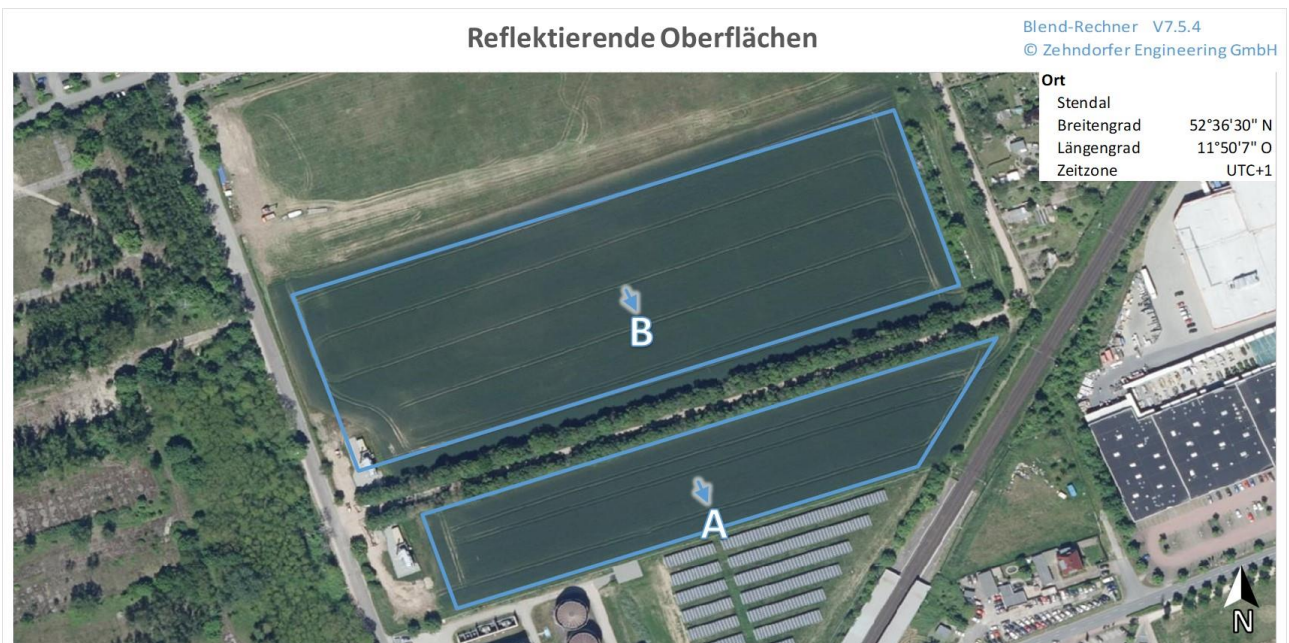 Reflektierende Oberflächen
Blend-Rechner V7.5.4
© Zehndorfer Engineering GmbH
Ort
Stendal
Breitengrad 52°36'30" N
Längengrad 11°50'7" O
Zeitzone UTC+1
B
A
N